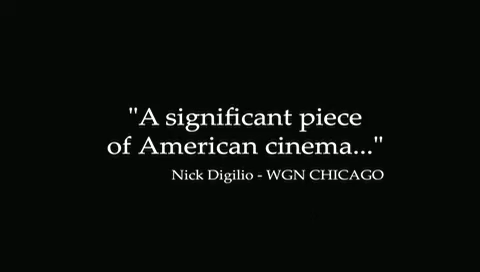 "A significant piece
of American cinema..."
Nick Digilio - WGN CHICAGO